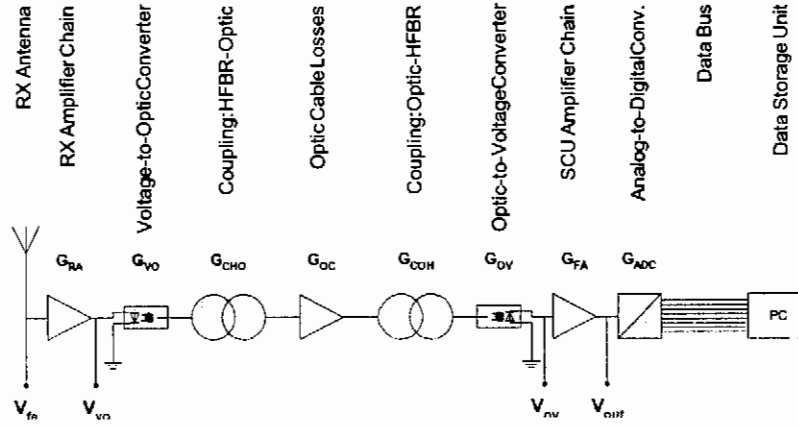 RX Antenna
RX Amplifier Chain
Voltage-to-OpticConverter
Coupling:HFBR-Optic
Optic Cable Losses
Coupling:Optic-HFBR
Optic-to-VoltageConverter
SCU Amplifier Chain
Analog-to-DigitalConv.
Data Bus
Data Storage Unit
G_RA
G_VO
G_CHO
G_OC
G_COH
G_OV
G_FA
G_ADC
PC
V_fe
V_vo
V_ov
V_out